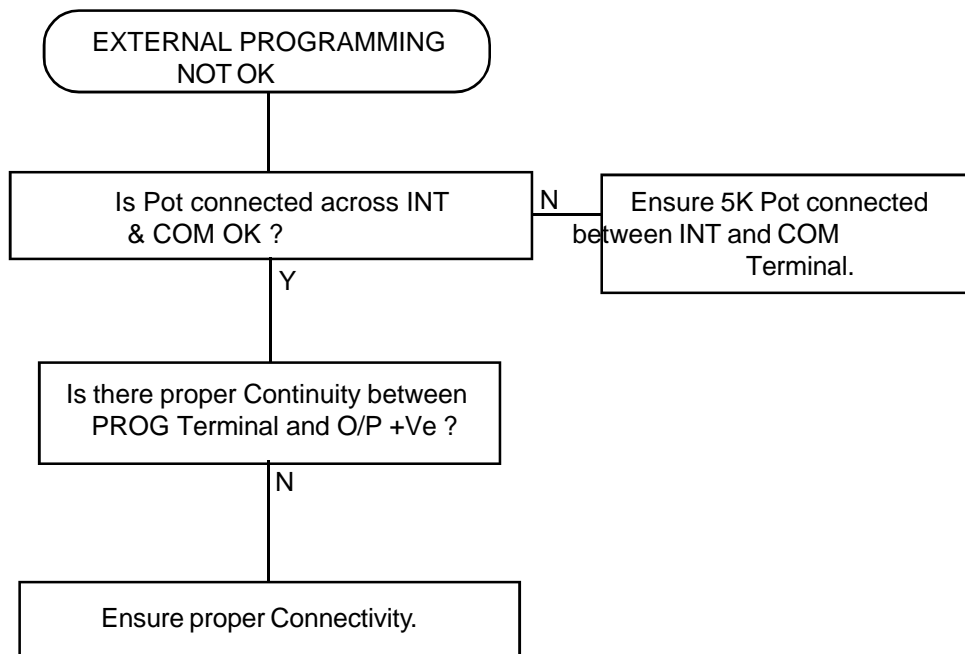 EXTERNAL PROGRAMMING
NOT OK
Is Pot connected across INT
& COM OK ?
N
Ensure 5K Pot connected
between INT and COM
Terminal.
Y
Is there proper Continuity between
PROG Terminal and O/P +Ve ?
N
Ensure proper Connectivity.